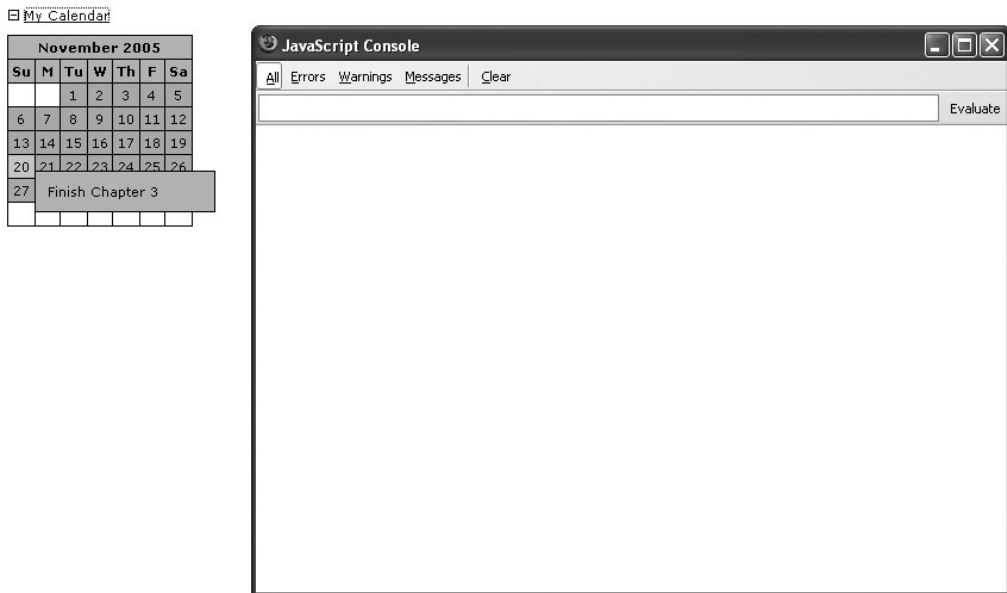 My Calendar
November 2005
Su M Tu W Th F Sa
1 2 3 4 5
6 7 8 9 10 11 12
13 14 15 16 17 18 19
20 21 22 23 24 25 26
27
Finish Chapter 3
JavaScript Console
All Errors Warnings Messages Clear
Evaluate